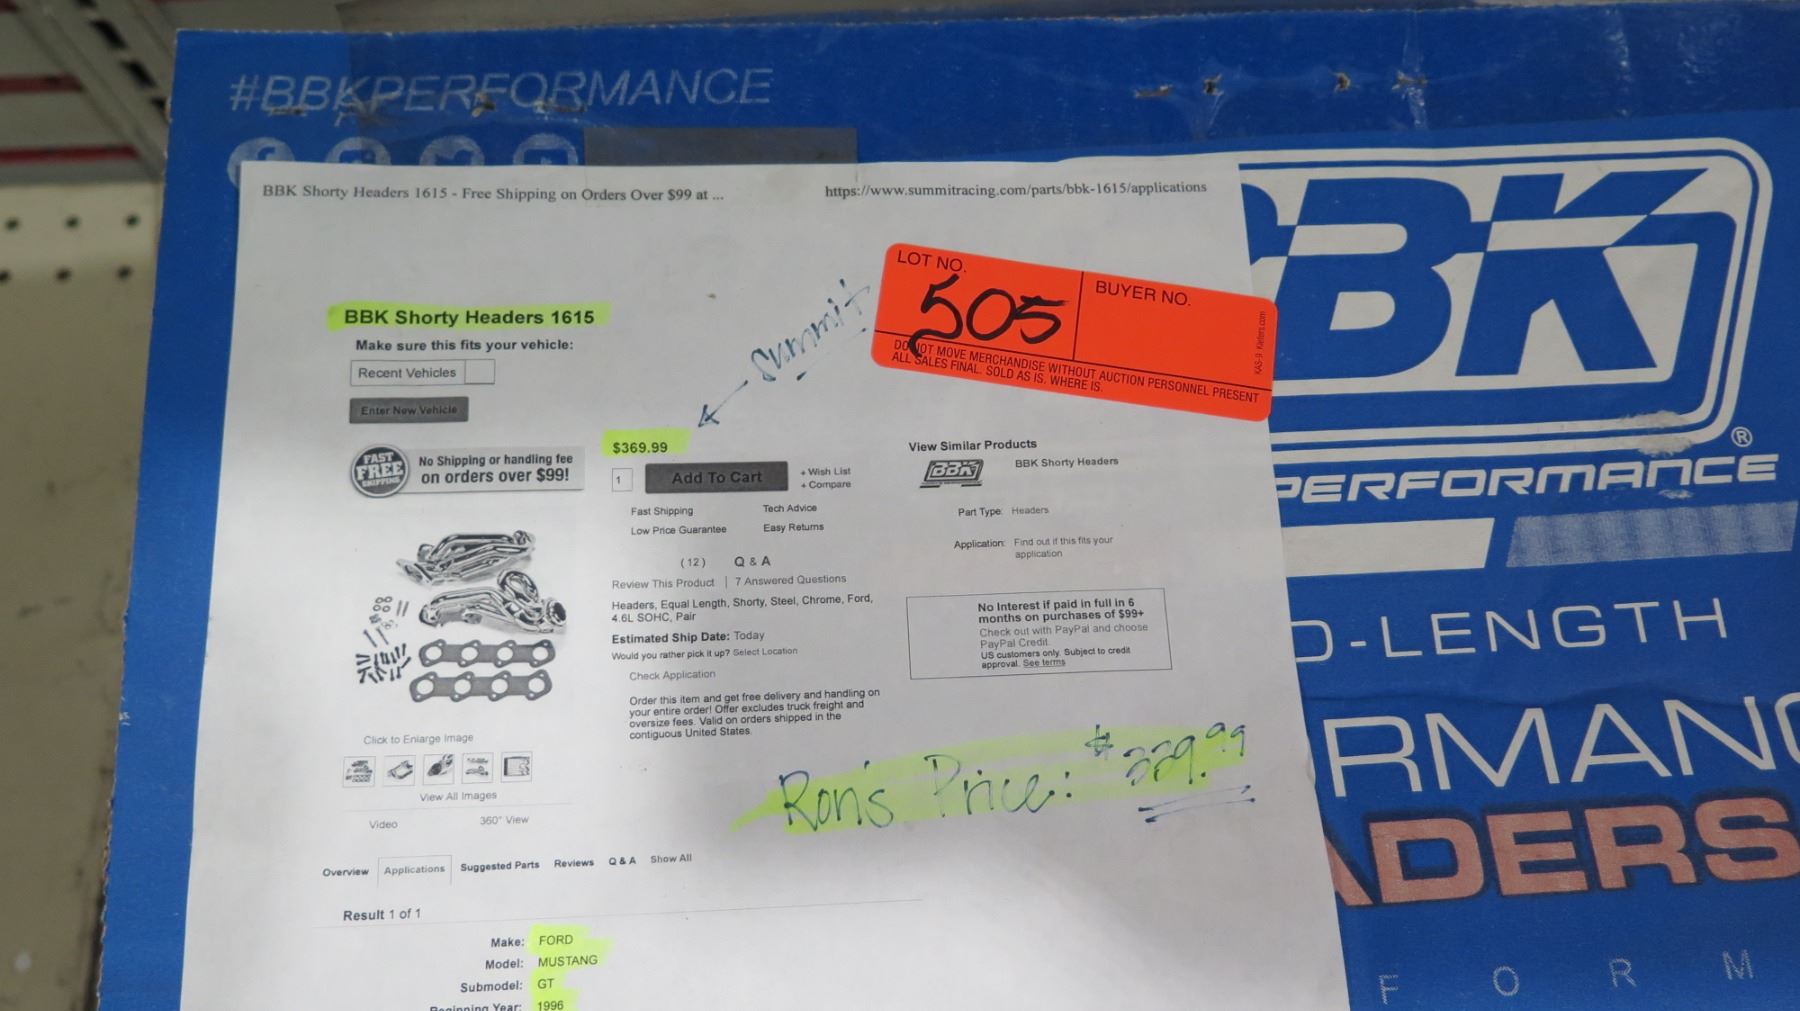 #BBKPERFORMANCE
BBK Shorty Headers 1615 - Free Shipping on Orders Over $99 at ...
https://www.summitracing.com/parts/bbk-1615/applications
LOT NO.
505
BUYER NO.
DO NOT MOVE MERCHANDISE WITHOUT AUCTION PERSONNEL PRESENT
ALL SALES FINAL. SOLD AS IS. WHERE IS.
BBK Shorty Headers 1615
Make sure this fits your vehicle:
Recent Vehicles
Enter New Vehicle
Summit
FAST
FREE
SHIPPING
No Shipping or handling fee
on orders over $99!
$369.99
1
Add To Cart
+ Wish List
+ Compare
Fast Shipping
Tech Advice
Low Price Guarantee
Easy Returns
(12) Q & A
Review This Product | 7 Answered Questions
Headers, Equal Length, Shorty, Steel, Chrome, Ford,
4.6L SOHC, Pair
Estimated Ship Date: Today
Would you rather pick it up? Select Location
Check Application
Order this item and get free delivery and handling on
your entire order! Offer excludes truck freight and
oversize fees. Valid on orders shipped in the
contiguous United States.
View Similar Products
BBK
BBK Shorty Headers
Part Type: Headers
Application: Find out if this fits your
application
No Interest if paid in full in 6
months on purchases of $99+
Check out with PayPal and choose
PayPal Credit.
US customers only. Subject to credit
approval. See terms
Click to Enlarge Image
View All Images
Video
360° View
Ron's Price: $229.99
Overview Applications Suggested Parts Reviews Q & A Show All
Result 1 of 1
Make: FORD
Model: MUSTANG
Submodel: GT
Beginning Year: 1996
BBK
®
PERFORMANCE
D-LENGTH
RMANC
ADERS
F O R M